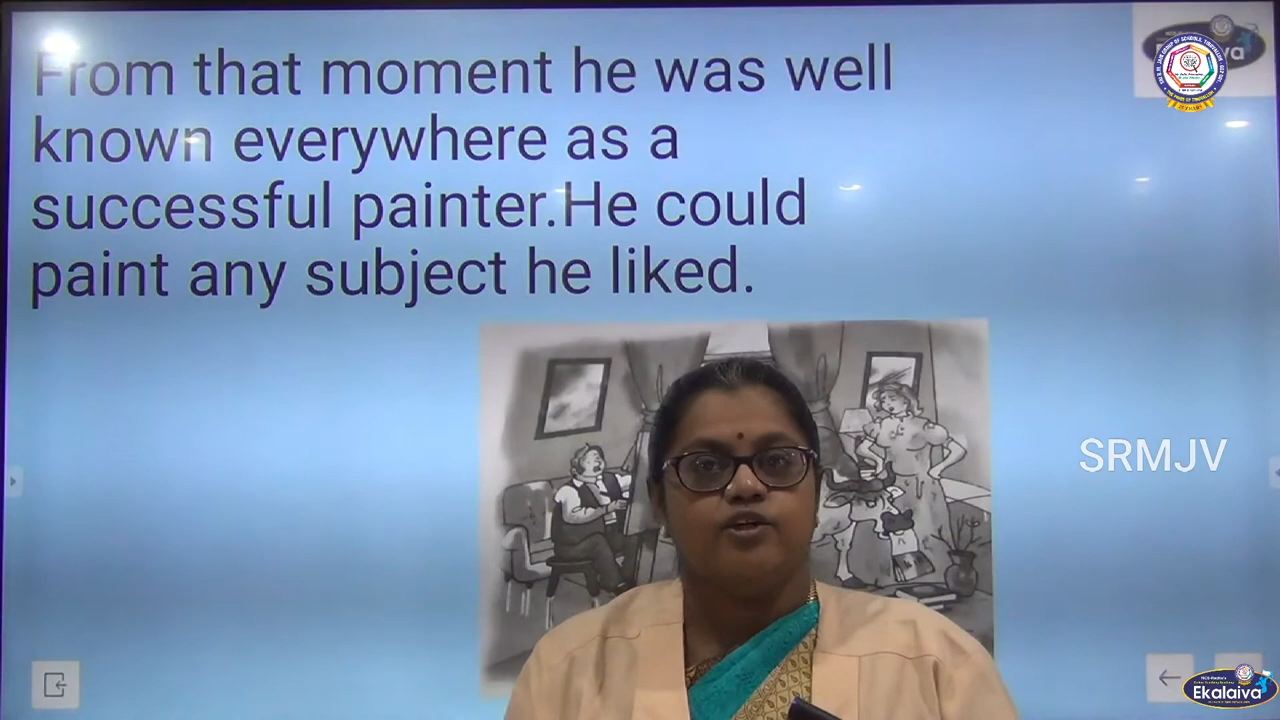 From that moment he was well
known everywhere as a
successful painter.He could
paint any subject he liked.
SRMJV
Ekalaiva